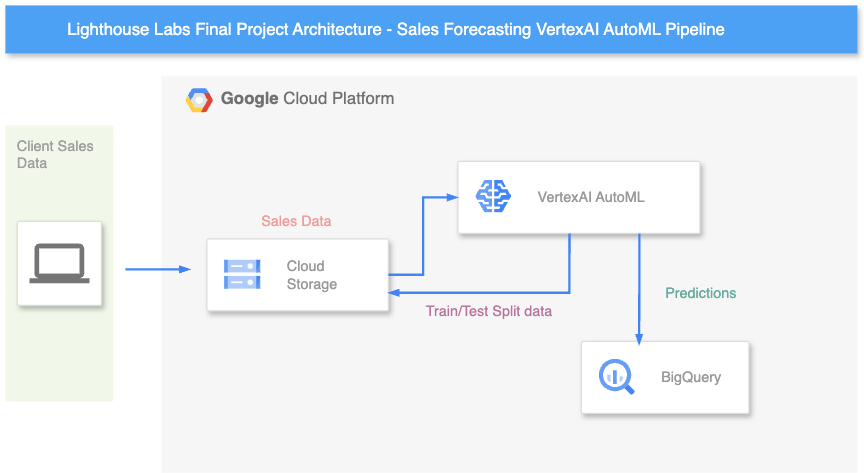 Lighthouse Labs Final Project Architecture - Sales Forecasting VertexAI AutoML Pipeline
Google Cloud Platform
Client Sales
Data
VertexAI AutoML
Sales Data
Cloud
Storage
Predictions
Train/Test Split data
BigQuery